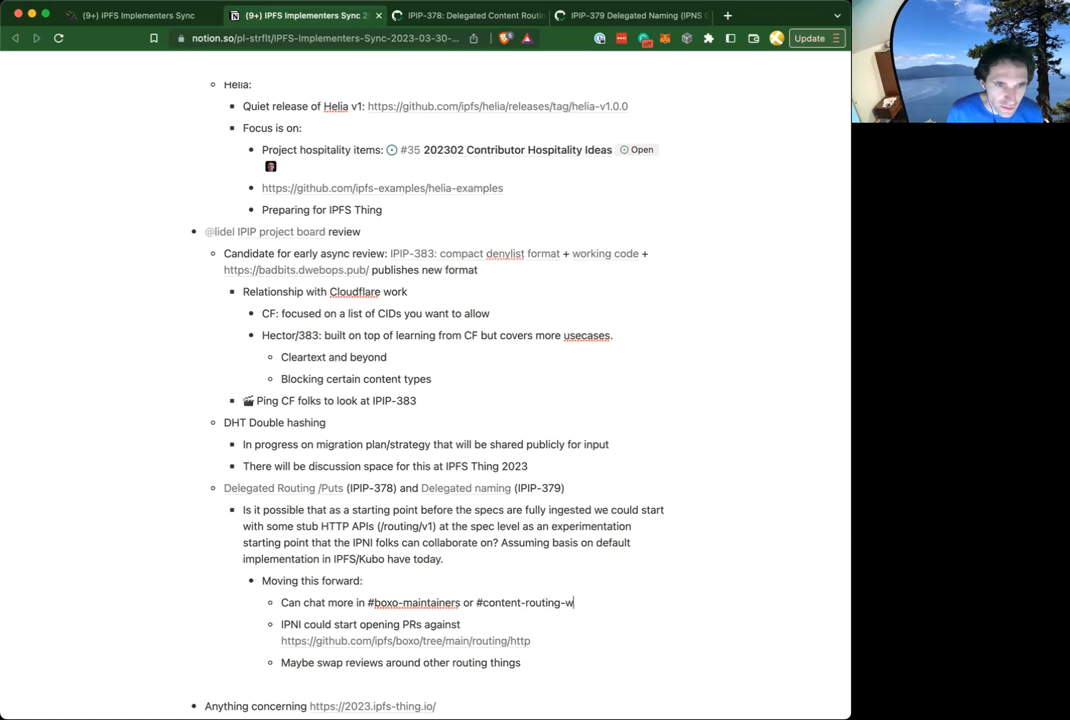 (9+) IPFS Implementers Sync
(9+) IPFS Implementers Sync 2
IPIP-378: Delegated Content Routin
IPIP-379 Delegated Naming (IPNS C
notion.so/pl-strflt/IPFS-Implementers-Sync-2023-03-30-...
Update
Helia:
Quiet release of Helia v1: https://github.com/ipfs/helia/releases/tag/helia-v1.0.0
Focus is on:
Project hospitality items: #35 202302 Contributor Hospitality Ideas Open
https://github.com/ipfs-examples/helia-examples
Preparing for IPFS Thing
@lidel IPIP project board review
Candidate for early async review: IPIP-383: compact denylist format + working code +
https://badbits.dwebops.pub/ publishes new format
Relationship with Cloudflare work
CF: focused on a list of CIDs you want to allow
Hector/383: built on top of learning from CF but covers more usecases.
Cleartext and beyond
Blocking certain content types
🎬 Ping CF folks to look at IPIP-383
DHT Double hashing
In progress on migration plan/strategy that will be shared publicly for input
There will be discussion space for this at IPFS Thing 2023
Delegated Routing /Puts (IPIP-378) and Delegated naming (IPIP-379)
Is it possible that as a starting point before the specs are fully ingested we could start
with some stub HTTP APIs (/routing/v1) at the spec level as an experimentation
starting point that the IPNI folks can collaborate on? Assuming basis on default
implementation in IPFS/Kubo have today.
Moving this forward:
Can chat more in #boxo-maintainers or #content-routing-w
IPNI could start opening PRs against
https://github.com/ipfs/boxo/tree/main/routing/http
Maybe swap reviews around other routing things
Anything concerning https://2023.ipfs-thing.io/